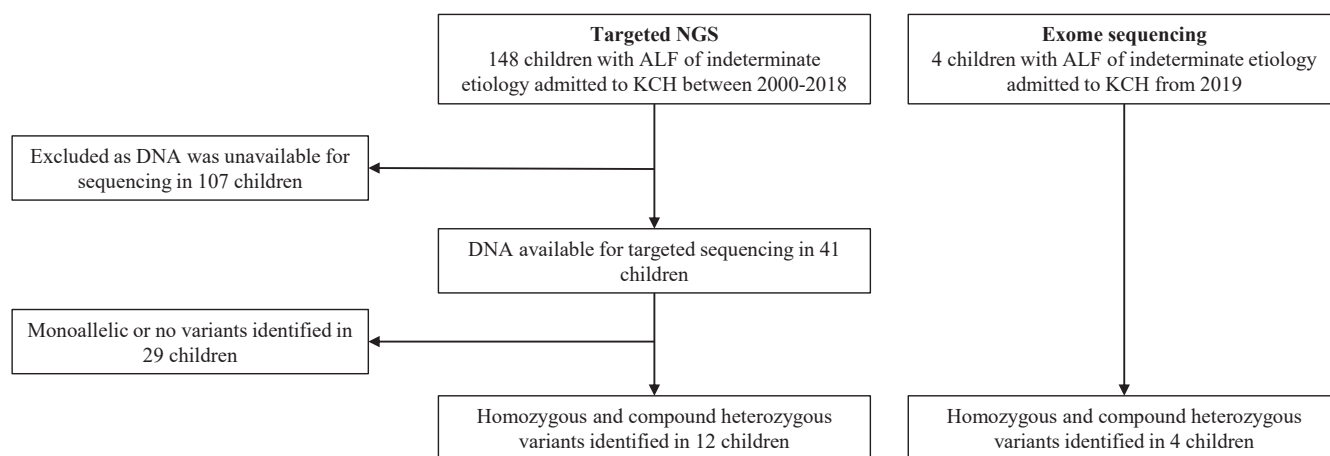 Targeted NGS
148 children with ALF of indeterminate
etiology admitted to KCH between 2000-2018
Exome sequencing
4 children with ALF of indeterminate etiology
admitted to KCH from 2019
Excluded as DNA was unavailable for
sequencing in 107 children
DNA available for targeted sequencing in 41
children
Monoallelic or no variants identified in
29 children
Homozygous and compound heterozygous
variants identified in 12 children
Homozygous and compound heterozygous
variants identified in 4 children